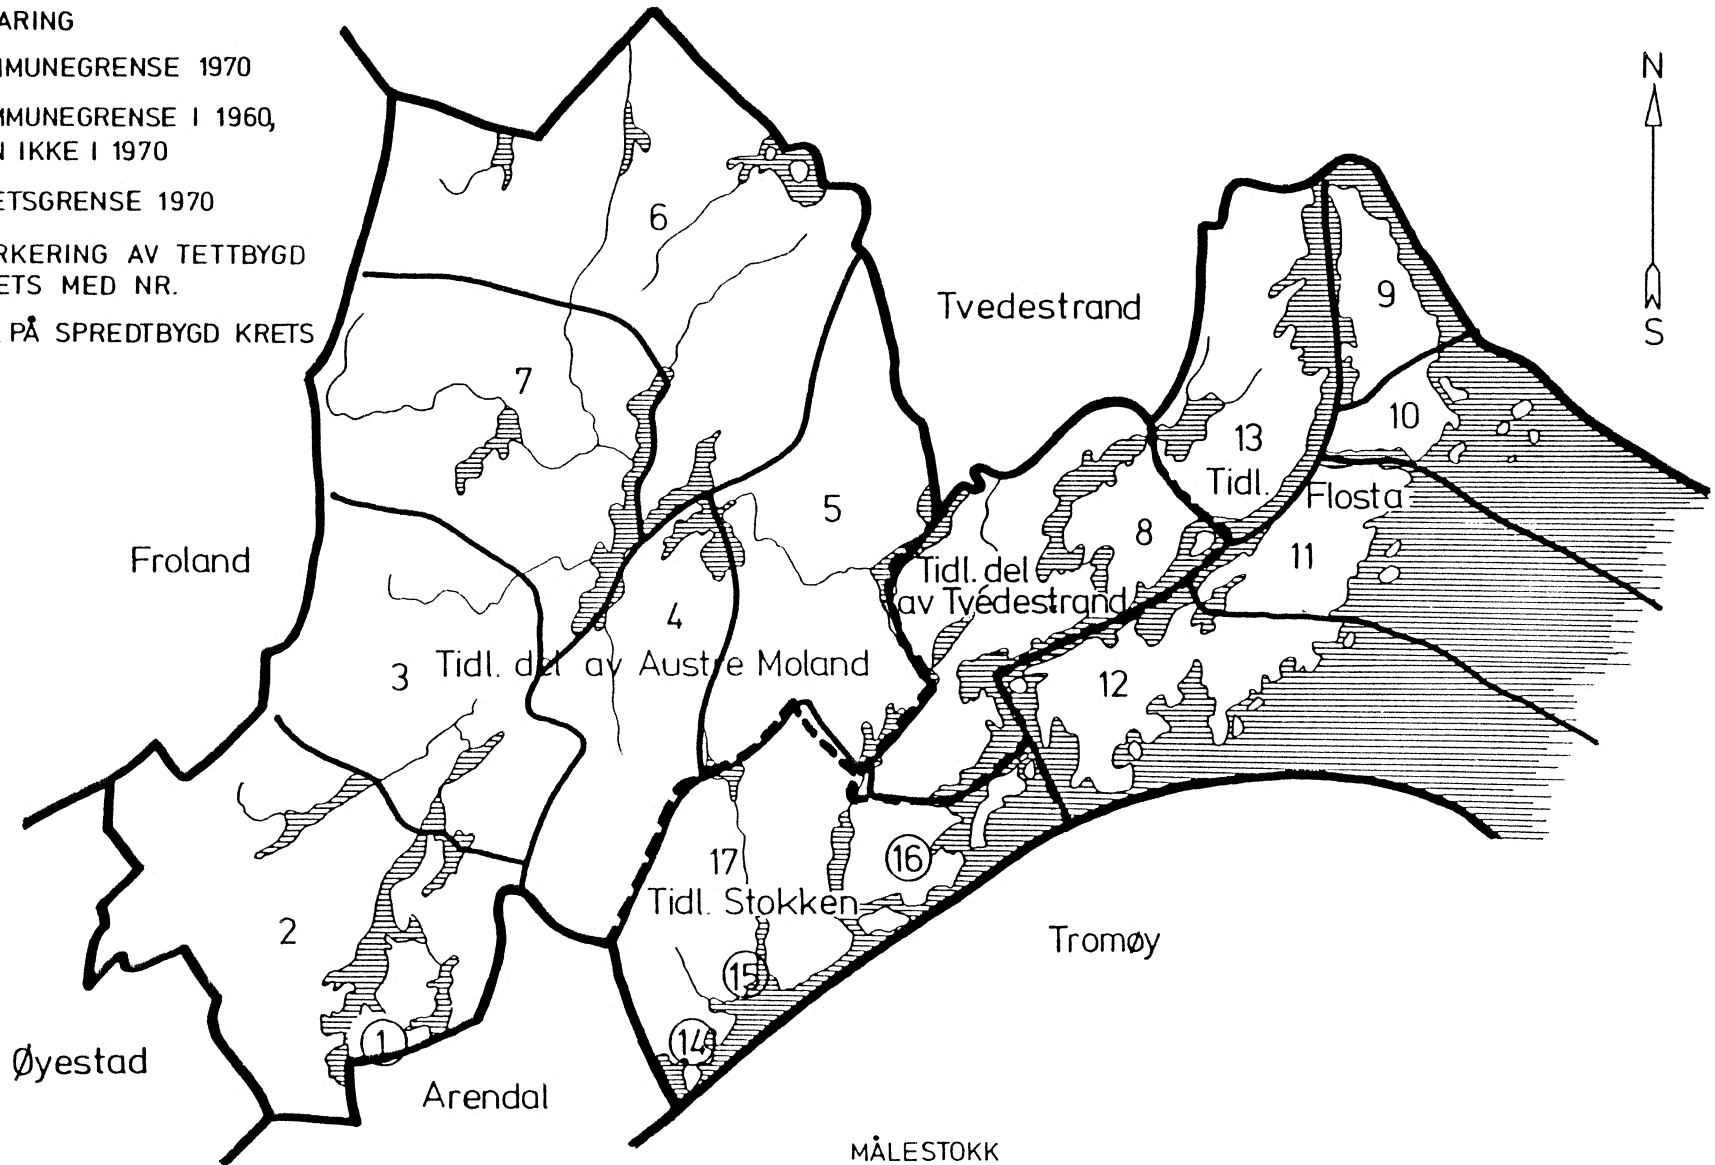 ARING
MUNEGRENSE 1970
MMUNEGRENSE I 1960,
N IKKE I 1970
ETSGRENSE 1970
RKERING AV TETTBYGD
ETS MED NR.
PÅ SPREDTBYGD KRETS
N
S
6
9
Tvedestrand
7
10
13
Tidl.
Flosta
5
8
11
Froland
Tidl. del
av Tvedestrand
4
3
Tidl. del av Austre Moland
12
17
16
Tidl. Stokken
2
Tromøy
15
1
14
Øyestad
Arendal
MÅLESTOKK